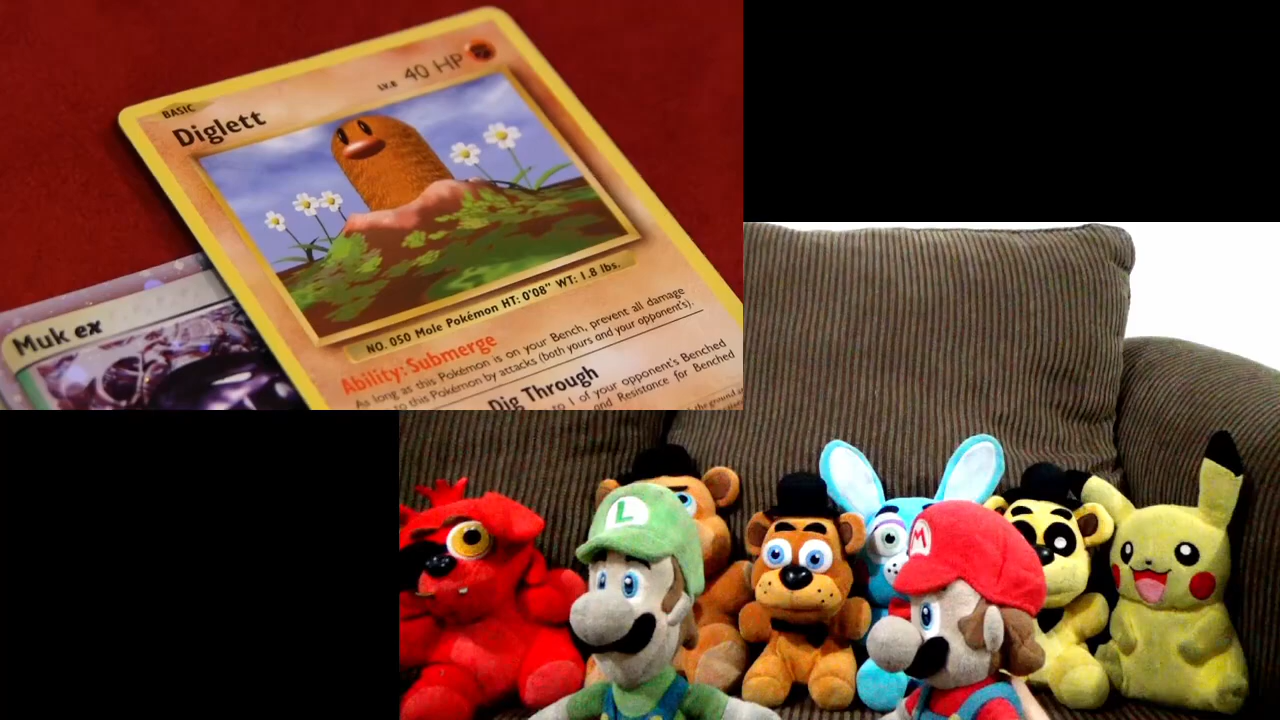 BASIC
Diglett
LV.8 40 HP
NO. 050 Mole Pokémon HT: 0'08" WT: 1.8 lbs.
Ability: Submerge
As long as this Pokémon is on your Bench, prevent all damage
to this Pokémon by attacks (both yours and your opponent's).
Dig Through
to 1 of your opponent's Benched
and Resistance for Benched
Muk ex
L
M